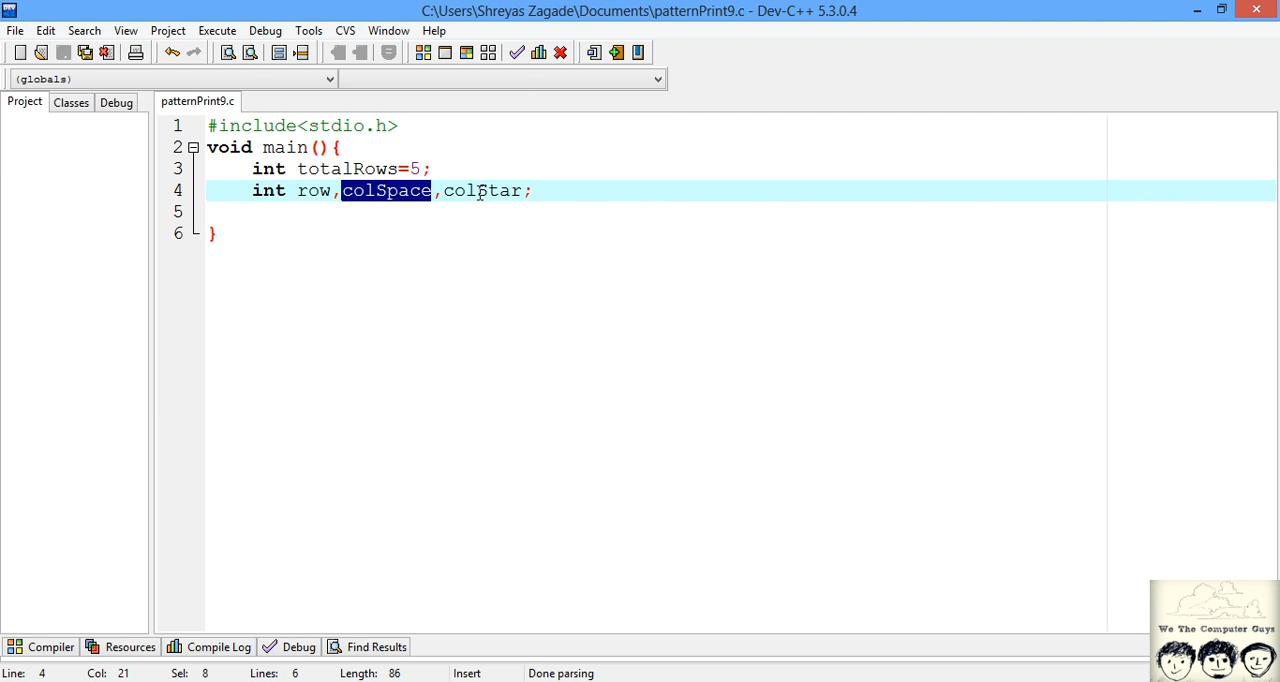 C:\Users\Shreyas Zagade\Documents\patternPrint9.c - Dev-C++ 5.3.0.4
File Edit Search View Project Execute Debug Tools CVS Window Help
(globals)
Project Classes Debug patternPrint9.c
1 #include<stdio.h>
2 void main(){
3 int totalRows=5;
4 int row,colSpace,colStar;
5
6 }
We The Computer Guys
Compiler Resources Compile Log Debug Find Results
Line: 4 Col: 21 Sel: 8 Lines: 6 Length: 86 Insert Done parsing